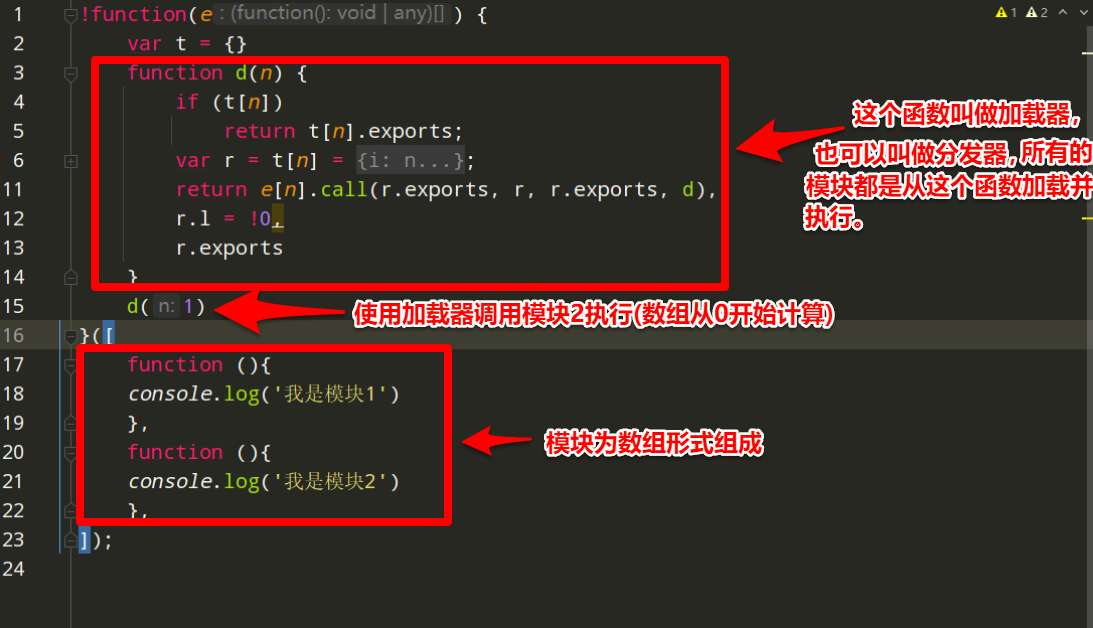 1 !function(e : (function(): void | any)[] ) {
2 var t = {}
3 function d(n) {
4 if (t[n])
5 return t[n].exports;
6 var r = t[n] = {i: n...};
11 return e[n].call(r.exports, r, r.exports, d),
12 r.l = !0,
13 r.exports
14 }
15 d( n: 1)
16 }([
17 function (){
18 console.log('我是模块1')
19 },
20 function (){
21 console.log('我是模块2')
22 },
23 ]);
24
1 2
这个函数叫做加载器，
也可以叫做分发器，所有的
模块都是从这个函数加载并
执行。
使用加载器调用模块2执行(数组从0开始计算)
模块为数组形式组成